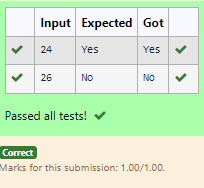 Input Expected Got
24 Yes Yes
26 No No
Passed all tests!
Correct
Marks for this submission: 1.00/1.00.